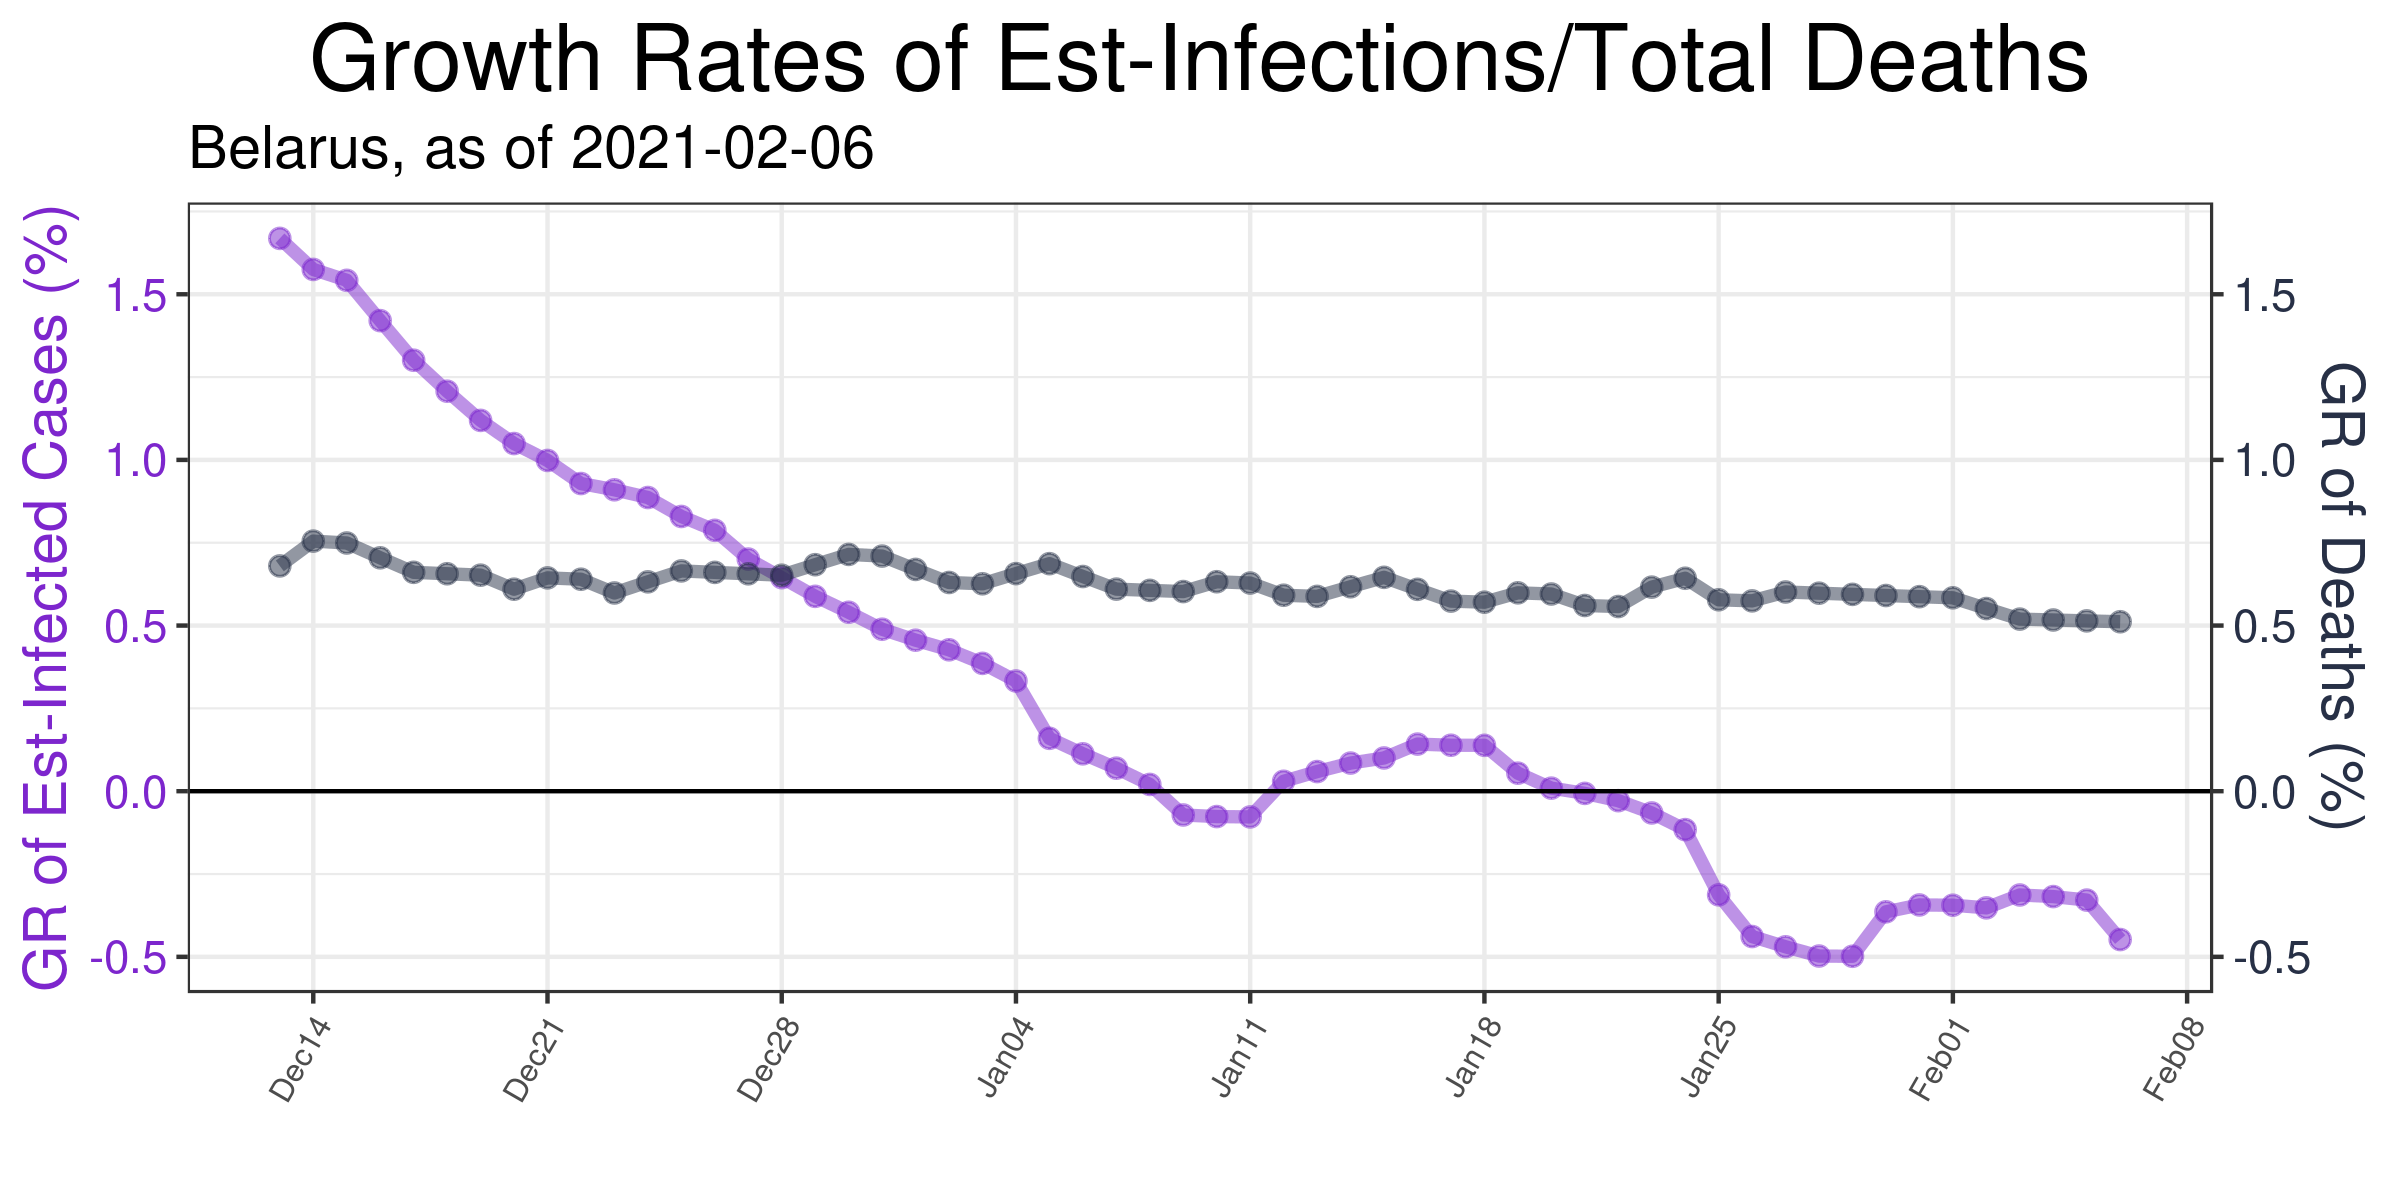 Growth Rates of Est-Infections/Total Deaths
Belarus, as of 2021-02-06
GR of Est-Infected Cases (%)
1.5
1.0
0.5
0.0
-0.5
1.5
1.0
0.5
0.0
-0.5
GR of Deaths (%)
Dec14
Dec21
Dec28
Jan04
Jan11
Jan18
Jan25
Feb01
Feb08